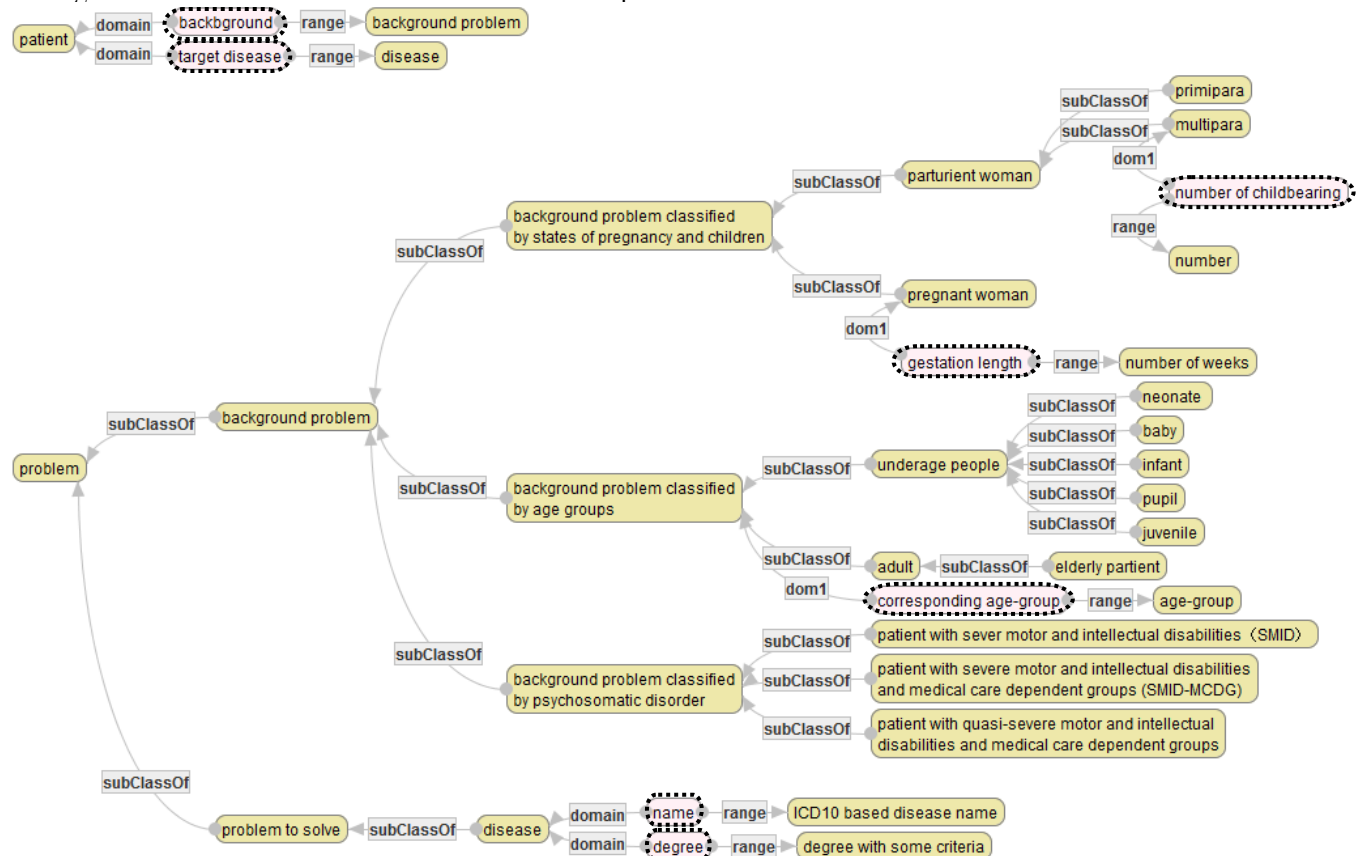 domain
backbground
range
background problem
patient
domain
target disease
range
disease
subClassOf
primipara
subClassOf
multipara
dom1
subClassOf
parturient woman
number of childbearing
background problem classified
by states of pregnancy and children
range
subClassOf
number
subClassOf
pregnant woman
dom1
gestation length
range
number of weeks
subClassOf
neonate
subClassOf
background problem
subClassOf
baby
problem
subClassOf
underage people
subClassOf
infant
subClassOf
background problem classified
by age groups
subClassOf
pupil
subClassOf
juvenile
subClassOf
adult
subClassOf
elderly partient
dom1
corresponding age-group
range
age-group
subClassOf
patient with sever motor and intellectual disabilities（SMID）
subClassOf
background problem classified
by psychosomatic disorder
subClassOf
patient with severe motor and intellectual disabilities
and medical care dependent groups (SMID-MCDG)
subClassOf
patient with quasi-severe motor and intellectual
disabilities and medical care dependent groups
subClassOf
problem to solve
subClassOf
disease
domain
name
range
ICD10 based disease name
domain
degree
range
degree with some criteria